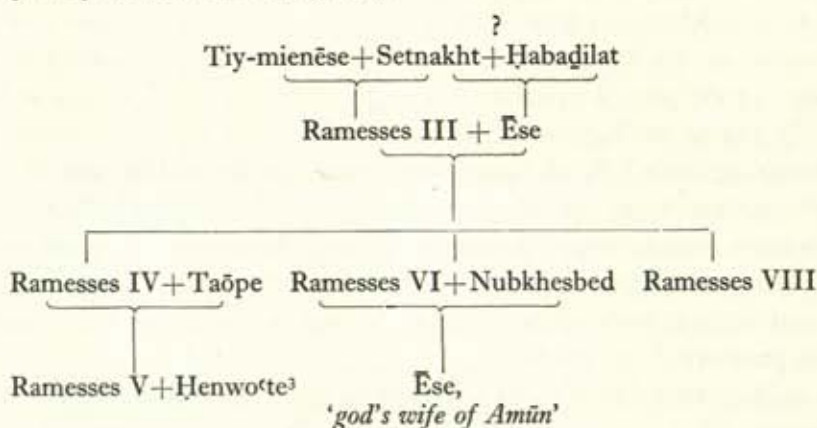 ?
Tiy-mienēse+Setnakht+Ḥabaḏilat
Ramesses III + Ēse
Ramesses IV+Taōpe Ramesses VI+Nubkhesbed Ramesses VIII
Ramesses V+Ḥenwoʿte³ Ēse,
'god's wife of Amūn'